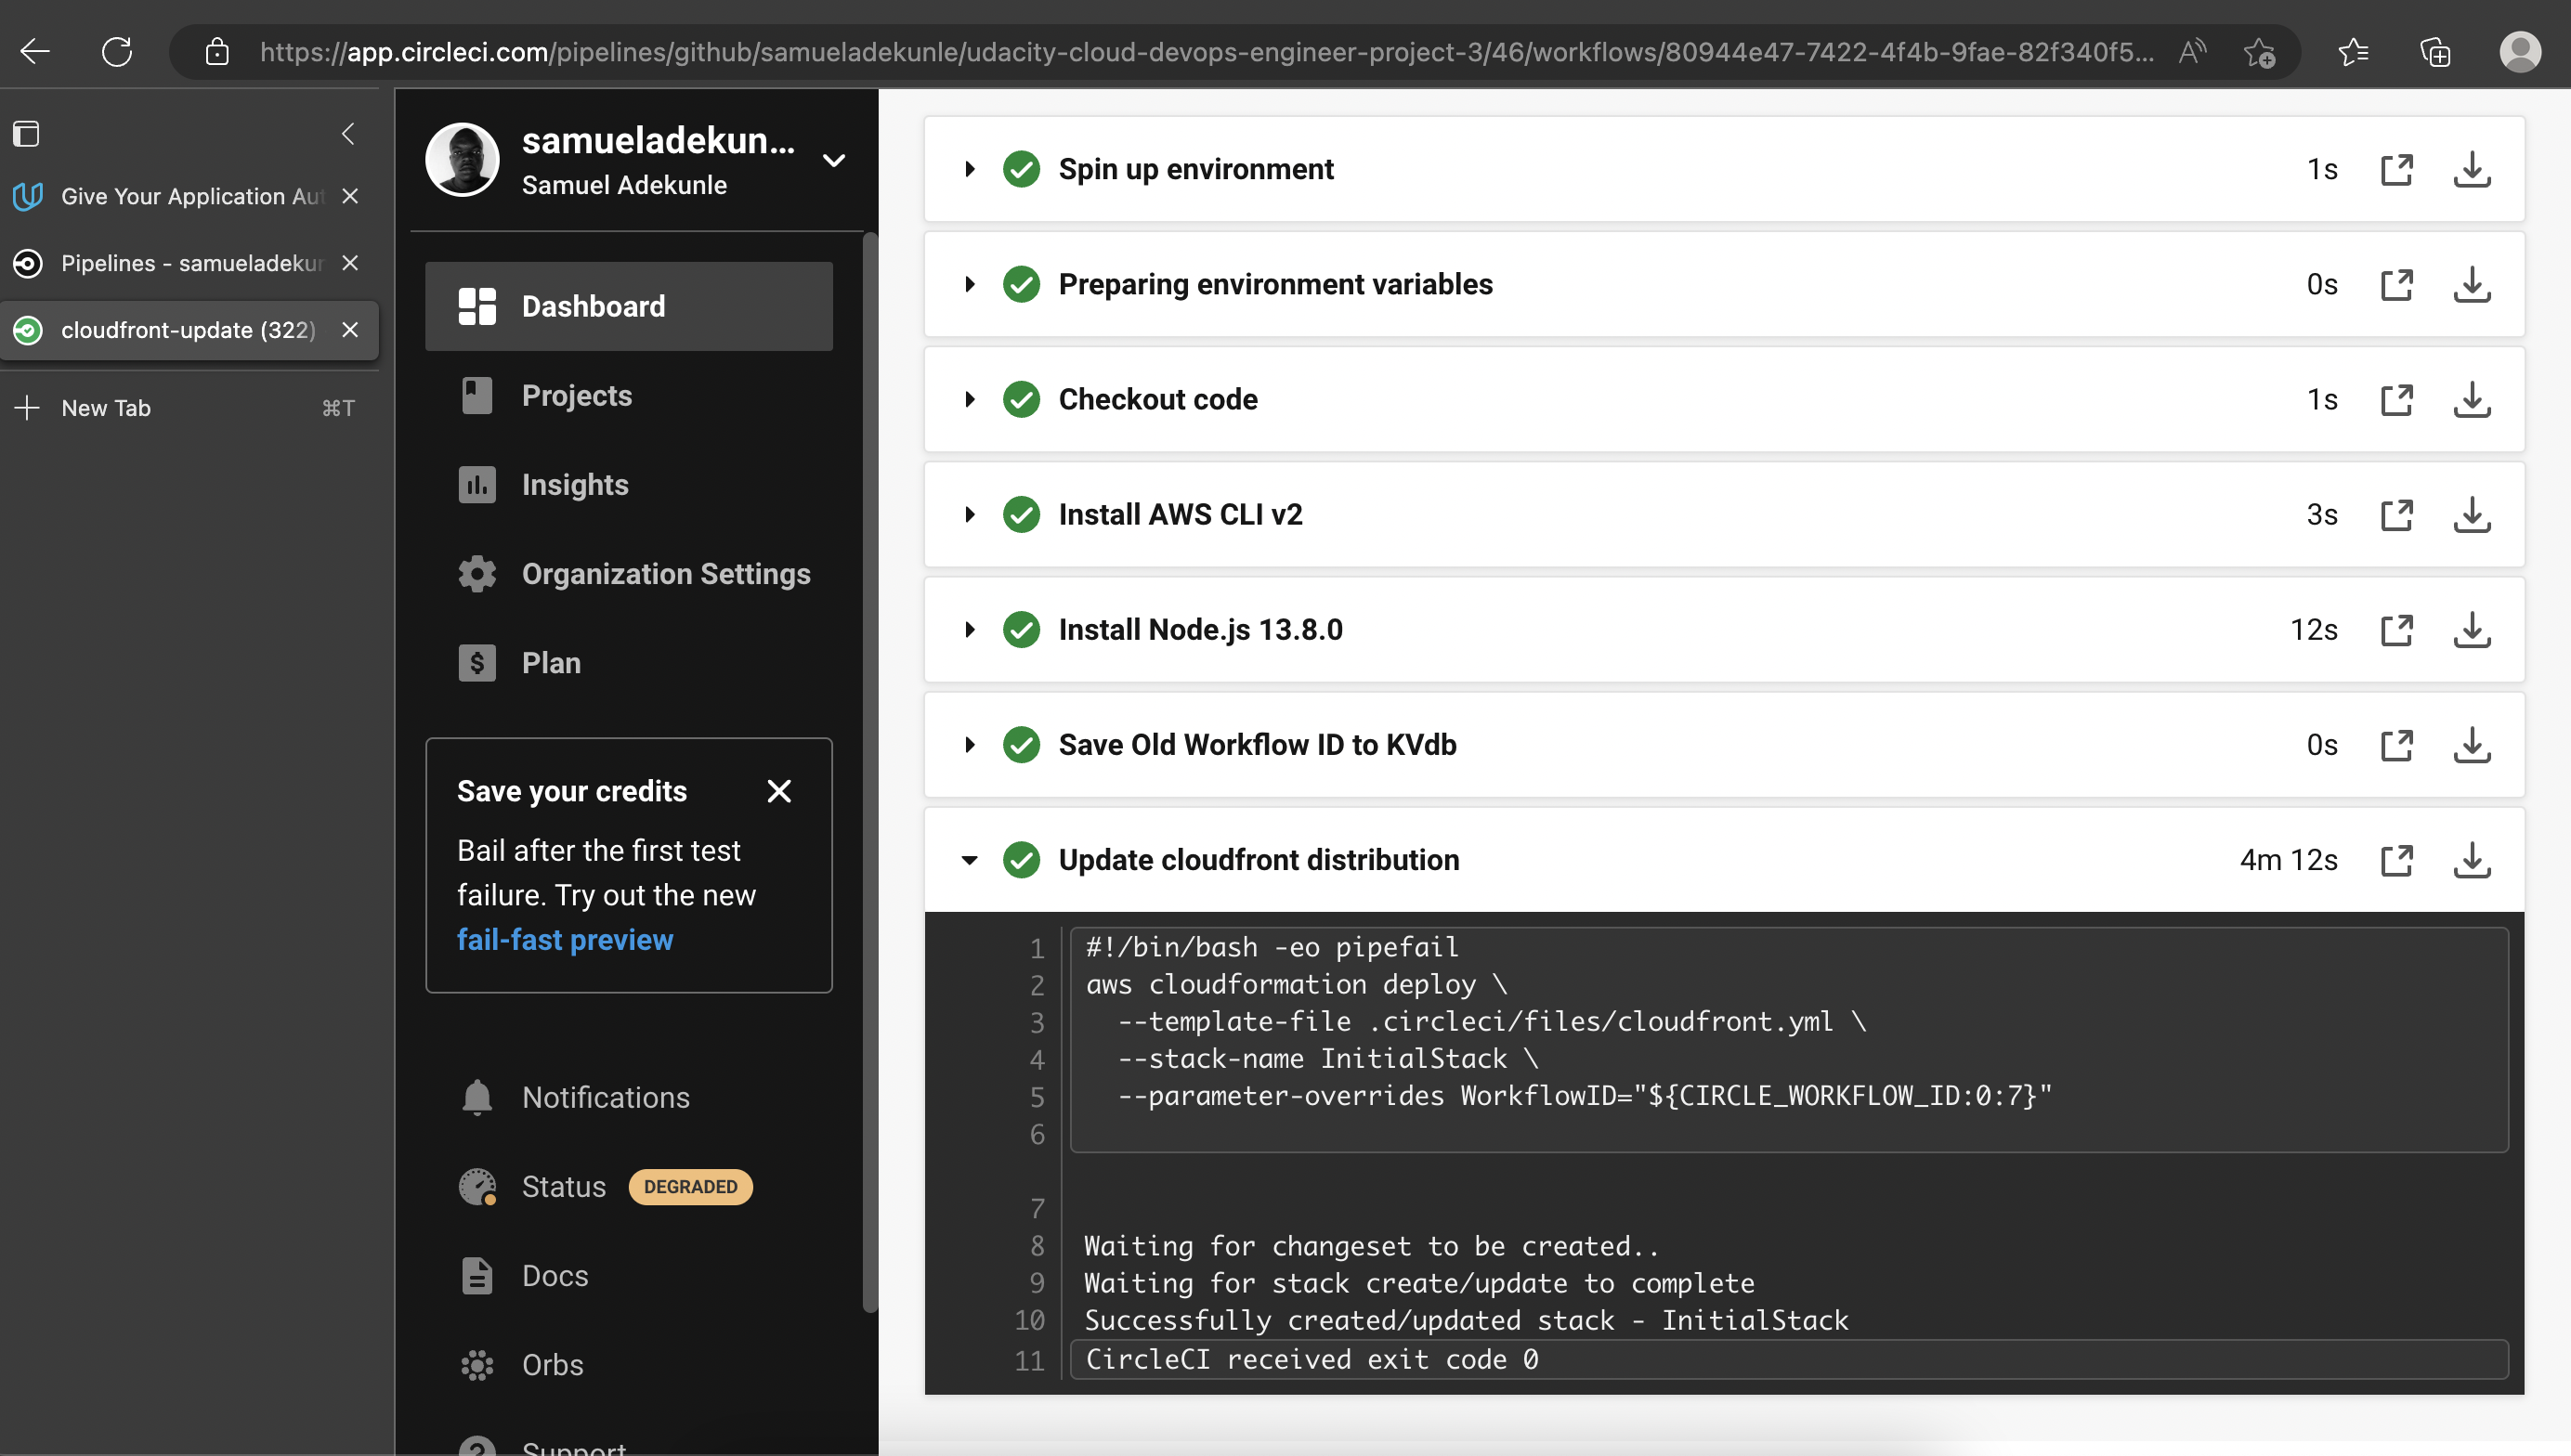 https://app.circleci.com/pipelines/github/samueladekunle/udacity-cloud-devops-engineer-project-3/46/workflows/80944e47-7422-4f4b-9fae-82f340f5...
Give Your Application Aut
Pipelines - samueladekun
cloudfront-update (322)
New Tab ⌘T
samueladekun...
Samuel Adekunle
Dashboard
Projects
Insights
Organization Settings
Plan
Save your credits
Bail after the first test
failure. Try out the new
fail-fast preview
Notifications
Status DEGRADED
Docs
Orbs
Support
Spin up environment 1s
Preparing environment variables 0s
Checkout code 1s
Install AWS CLI v2 3s
Install Node.js 13.8.0 12s
Save Old Workflow ID to KVdb 0s
Update cloudfront distribution 4m 12s
1 #!/bin/bash -eo pipefail
2 aws cloudformation deploy \
3 --template-file .circleci/files/cloudfront.yml \
4 --stack-name InitialStack \
5 --parameter-overrides WorkflowID="${CIRCLE_WORKFLOW_ID:0:7}"
6
7
8 Waiting for changeset to be created..
9 Waiting for stack create/update to complete
10 Successfully created/updated stack - InitialStack
11 CircleCI received exit code 0